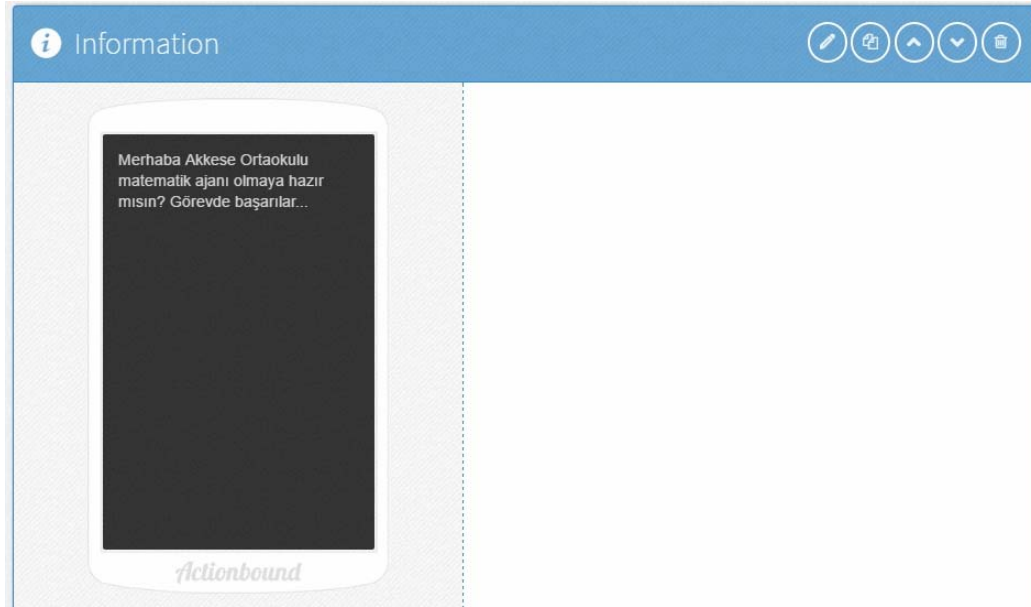 Information
Merhaba Akkese Ortaokulu
matematik ajanı olmaya hazır
mısın? Görevde başarılar...
Actionbound